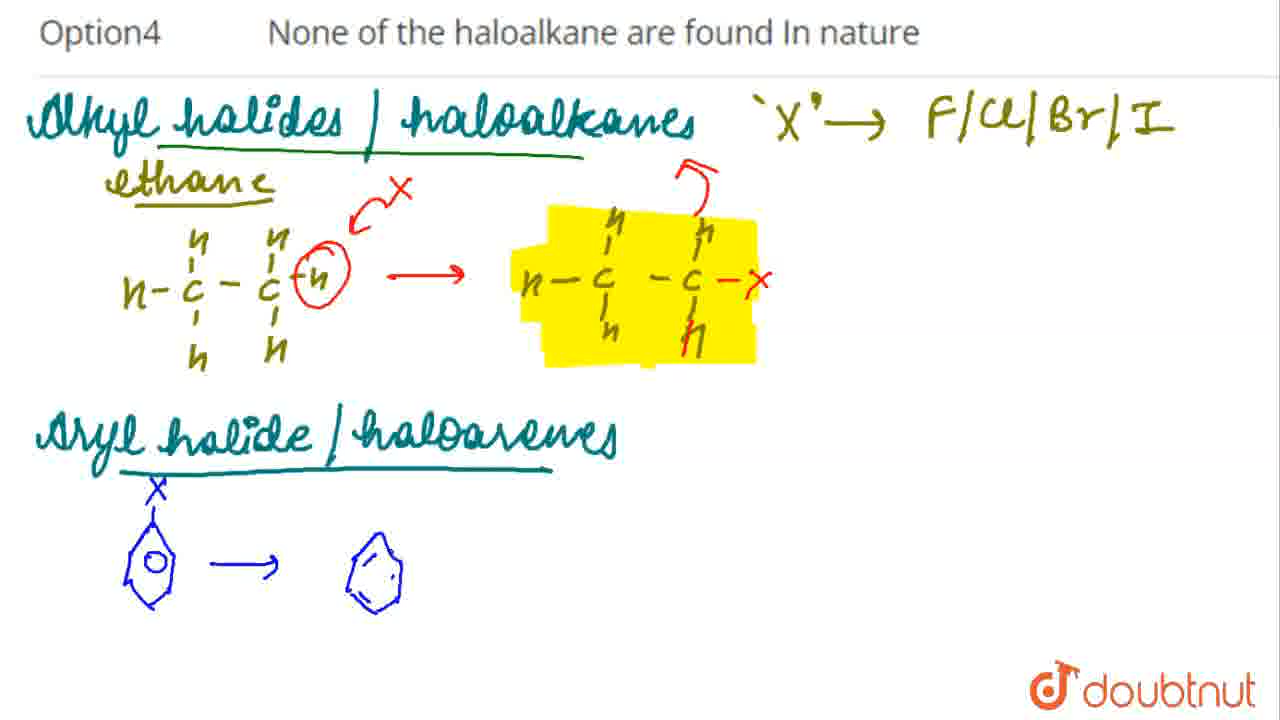 Option4 None of the haloalkane are found In nature
Alkyl halides / haloalkanes 'X' → F/Cl/Br/I
ethane X
H H H H
H - C - C - H → H - C - C - X
H H H H
Aryl halide / haloarenes
X
→
doubtnut